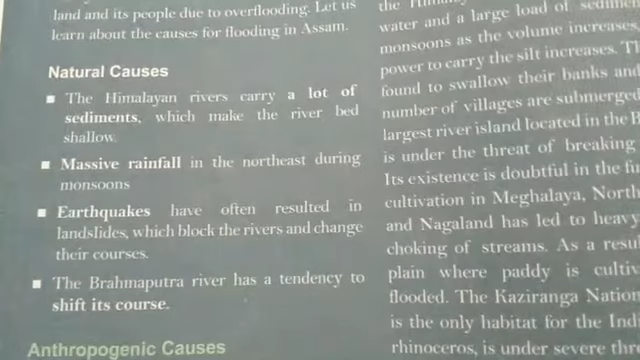 land and its people due to overflooding. Let us
learn about the causes for flooding in Assam.
Natural Causes
■ The Himalayan rivers carry a lot of
sediments, which make the river bed
shallow.
■ Massive rainfall in the northeast during
monsoons
■ Earthquakes have often resulted in
landslides, which block the rivers and change
their courses.
■ The Brahmaputra river has a tendency to
shift its course.
Anthropogenic Causes
the
water and a large load of
monsoons as the volume increases,
power to carry the silt increases.
found to swallow their banks and
number of villages are submerged
largest river island located in the
is under the threat of breaking
Its existence is doubtful in the
cultivation in Meghalaya,
and Nagaland has led to heavy
choking of streams. As a
plain where paddy is
flooded. The Kaziranga
is the only habitat for the
rhinoceros, is under severe